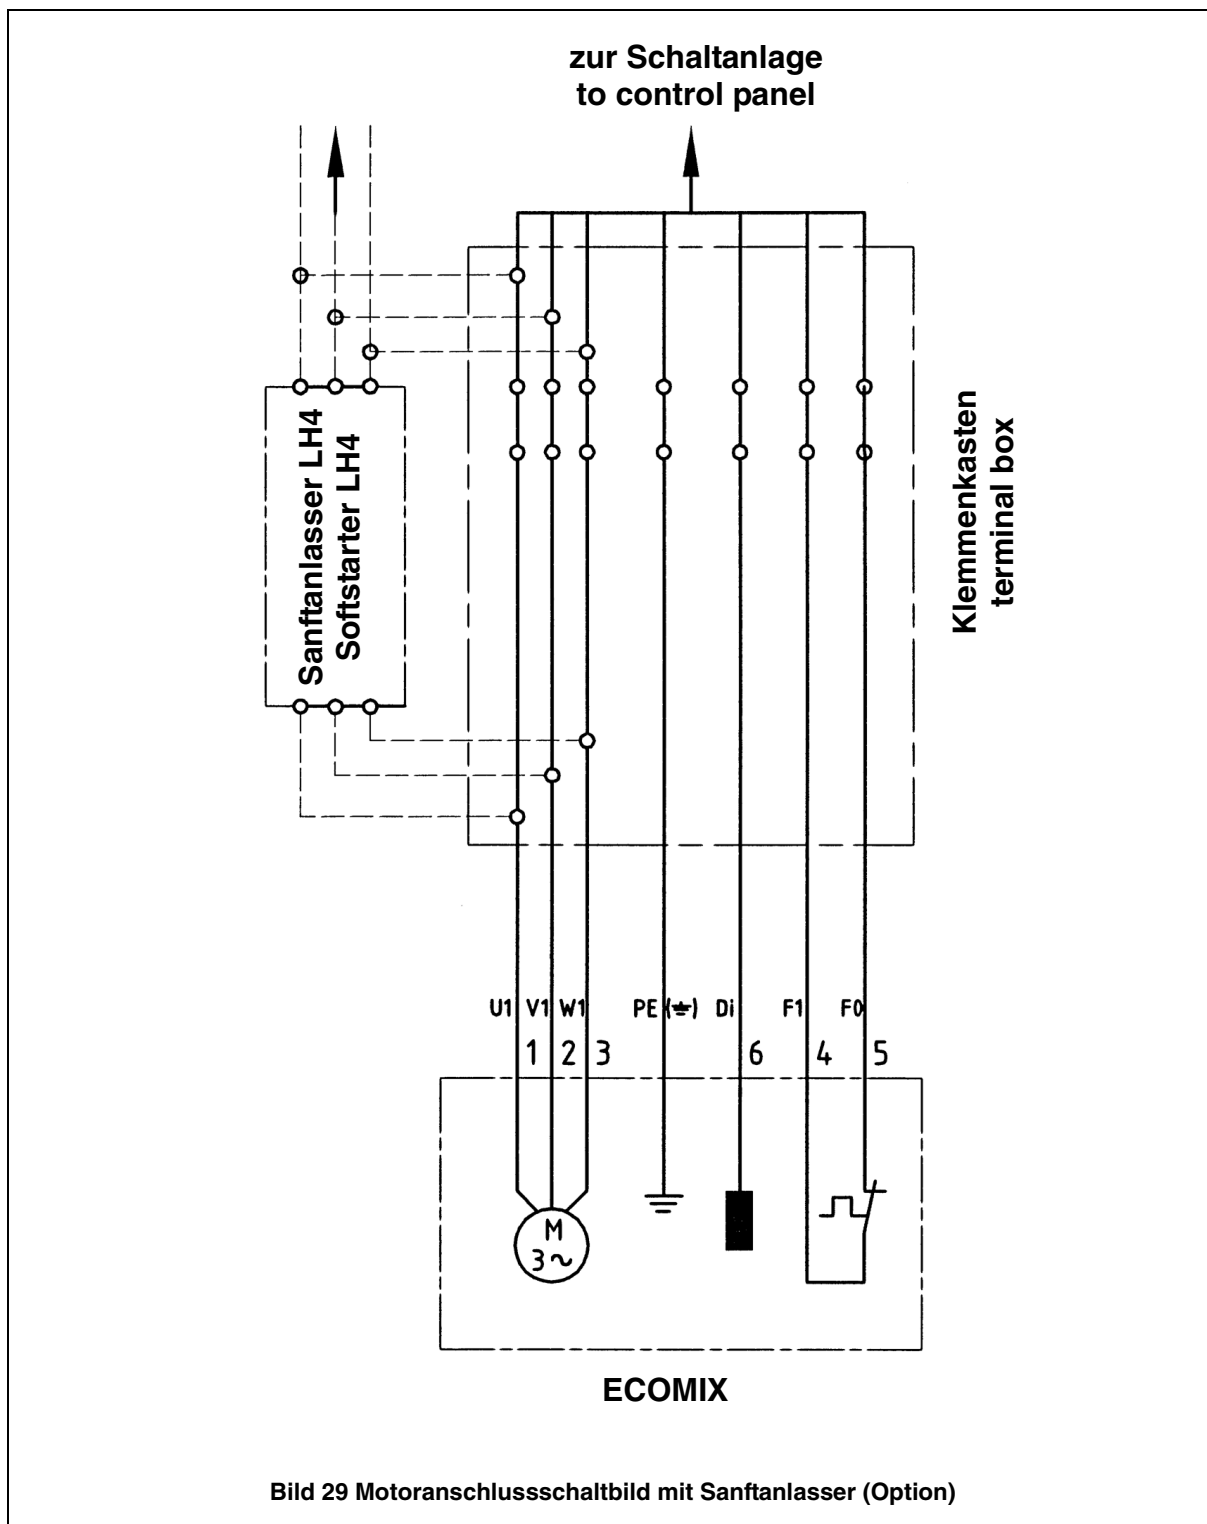 zur Schaltanlage
to control panel
Sanftanlasser LH4
Softstarter LH4
Klemmenkasten
terminal box
U1 V1 W1 PE (⏚) Di F1 F0
1 2 3 6 4 5
M
3~
ECOMIX
Bild 29 Motoranschlussschaltbild mit Sanftanlasser (Option)